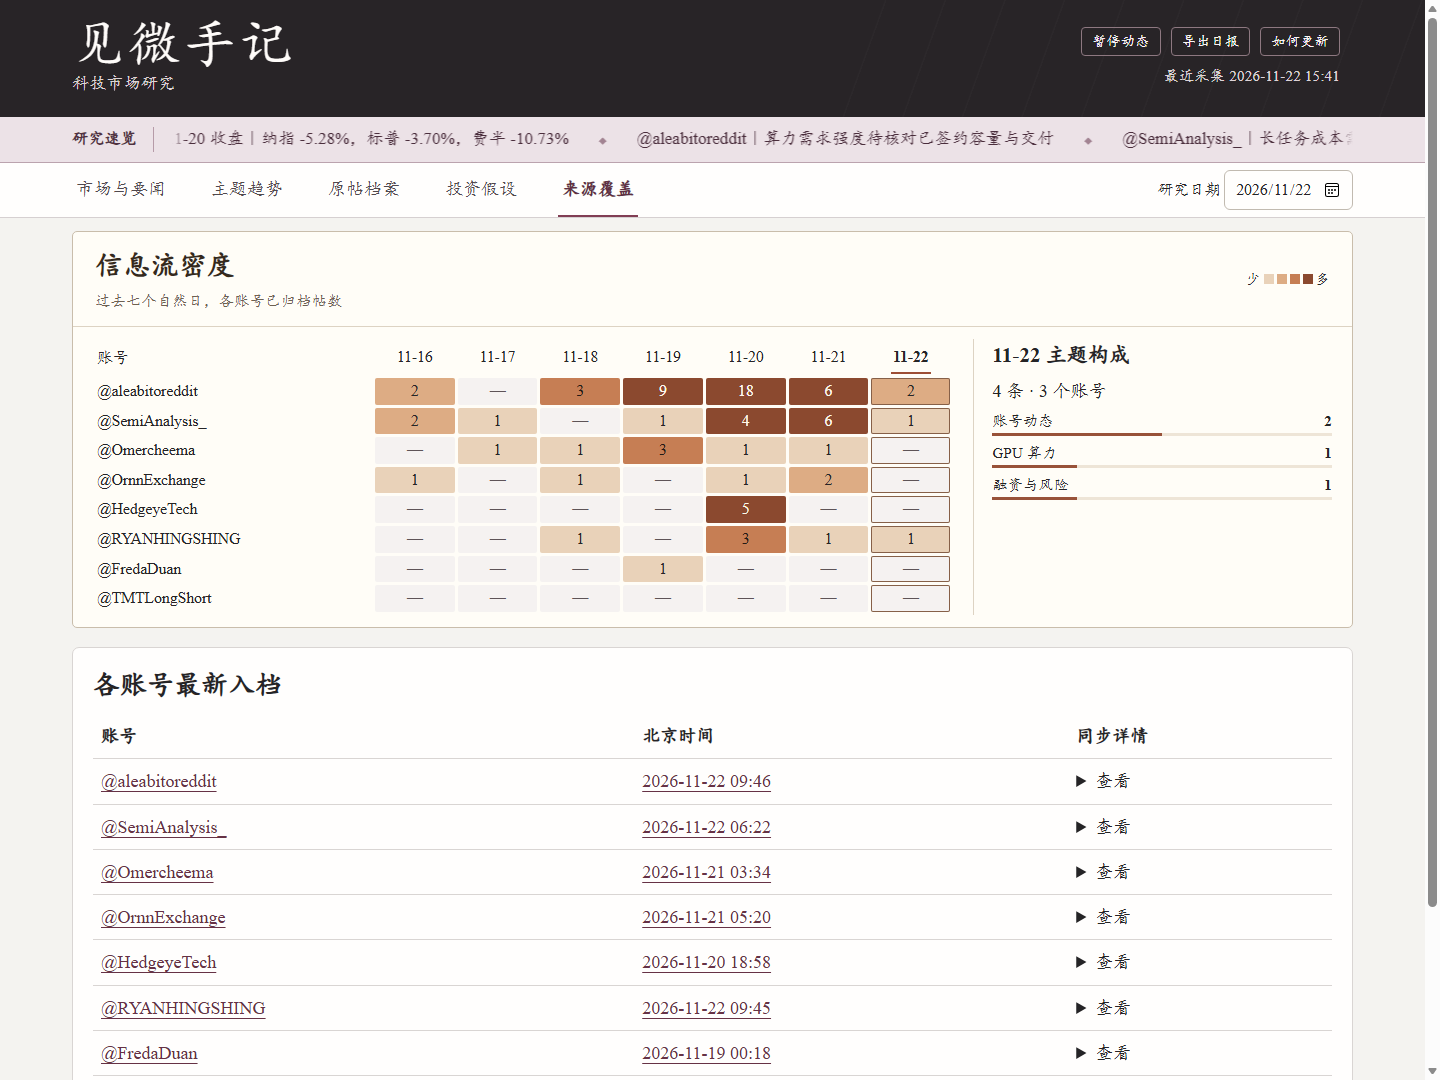 见微手记
科技市场研究
暂停动态 导出日报 如何更新
最近采集 2026-11-22 15:41
研究速览 1-20 收盘 | 纳指 -5.28%，标普 -3.70%，费半 -10.73% ◆ @aleabitoreddit | 算力需求强度待核对已签约容量与交付 ◆ @SemiAnalysis_ | 长任务成本
市场与要闻 主题趋势 原帖档案 投资假设 来源覆盖 研究日期 2026/11/22
信息流密度
过去七个自然日，各账号已归档帖数
少 多
账号 11-16 11-17 11-18 11-19 11-20 11-21 11-22
@aleabitoreddit 2 — 3 9 18 6 2
@SemiAnalysis_ 2 1 — 1 4 6 1
@Omercheema — 1 1 3 1 1 —
@OrnnExchange 1 — 1 — 1 2 —
@HedgeyeTech — — — — 5 — —
@RYANHINGSHING — — 1 — 3 1 1
@FredaDuan — — — 1 — — —
@TMTLongShort — — — — — — —
11-22 主题构成
4 条 · 3 个账号
账号动态 2
GPU 算力 1
融资与风险 1
各账号最新入档
账号 北京时间 同步详情
@aleabitoreddit 2026-11-22 09:46 ▶ 查看
@SemiAnalysis_ 2026-11-22 06:22 ▶ 查看
@Omercheema 2026-11-21 03:34 ▶ 查看
@OrnnExchange 2026-11-21 05:20 ▶ 查看
@HedgeyeTech 2026-11-20 18:58 ▶ 查看
@RYANHINGSHING 2026-11-22 09:45 ▶ 查看
@FredaDuan 2026-11-19 00:18 ▶ 查看